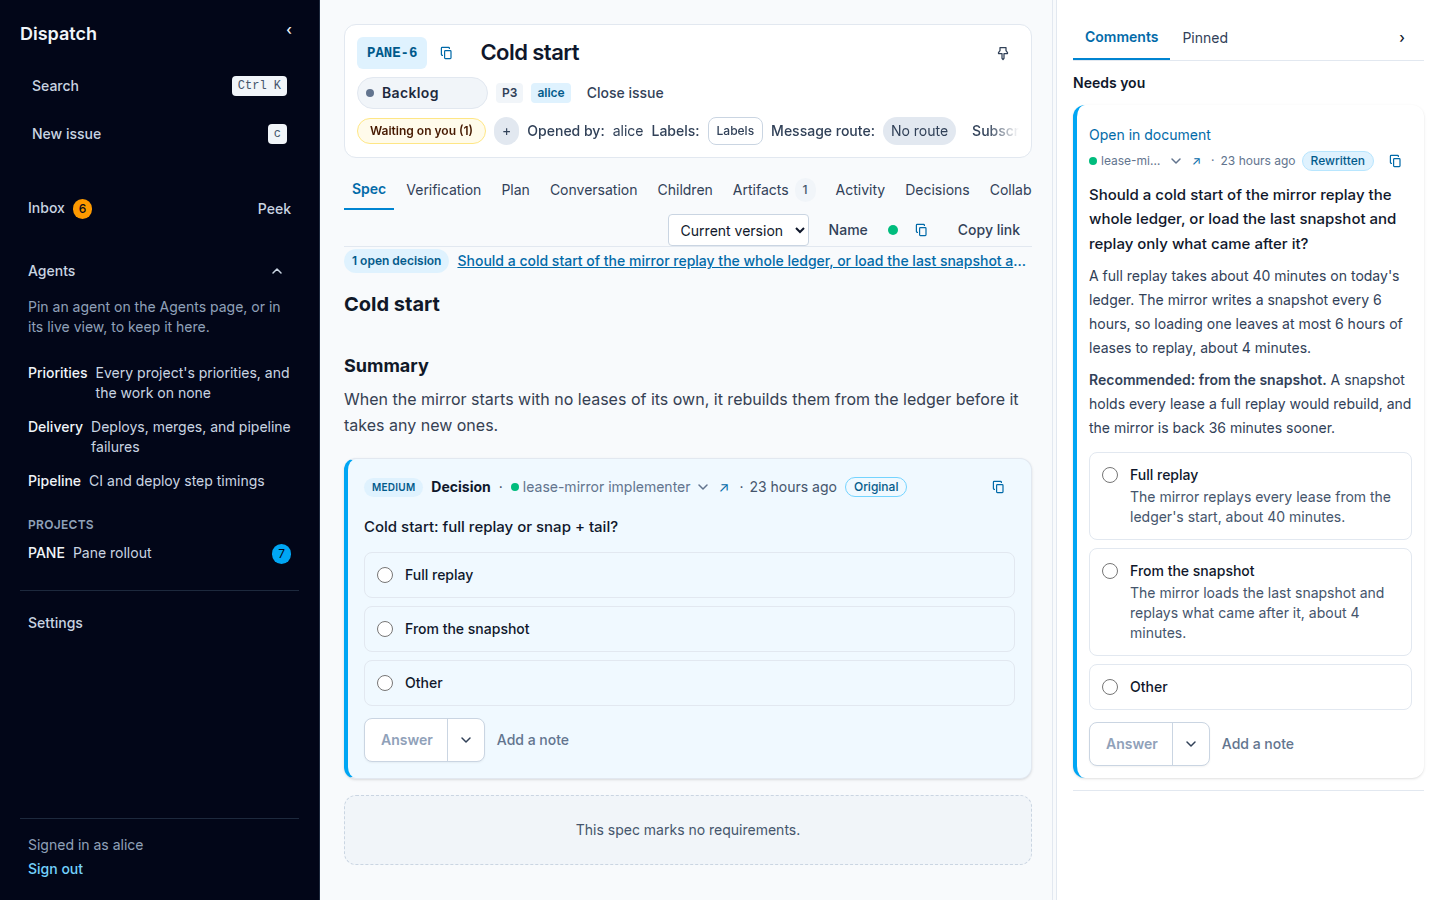 Dispatch
Search Ctrl K
New issue c
Inbox 6 Peek
Agents
Pin an agent on the Agents page, or in
its live view, to keep it here.
Priorities Every project's priorities, and
the work on none
Delivery Deploys, merges, and pipeline
failures
Pipeline CI and deploy step timings
PROJECTS
PANE Pane rollout 7
Settings
Signed in as alice
Sign out
PANE-6 Cold start
Backlog P3 alice Close issue
Waiting on you (1) + Opened by: alice Labels: Labels Message route: No route Subsc
Spec Verification Plan Conversation Children Artifacts 1 Activity Decisions Collab
Current version Name Copy link
1 open decision Should a cold start of the mirror replay the whole ledger, or load the last snapshot a...
Cold start
Summary
When the mirror starts with no leases of its own, it rebuilds them from the ledger before it
takes any new ones.
MEDIUM Decision · lease-mirror implementer · 23 hours ago Original
Cold start: full replay or snap + tail?
Full replay
From the snapshot
Other
Answer Add a note
This spec marks no requirements.
Comments Pinned
Needs you
Open in document
lease-mi... · 23 hours ago Rewritten
Should a cold start of the mirror replay the
whole ledger, or load the last snapshot and
replay only what came after it?
A full replay takes about 40 minutes on today's
ledger. The mirror writes a snapshot every 6
hours, so loading one leaves at most 6 hours of
leases to replay, about 4 minutes.
Recommended: from the snapshot. A snapshot
holds every lease a full replay would rebuild, and
the mirror is back 36 minutes sooner.
Full replay
The mirror replays every lease from the
ledger's start, about 40 minutes.
From the snapshot
The mirror loads the last snapshot and
replays what came after it, about 4
minutes.
Other
Answer Add a note